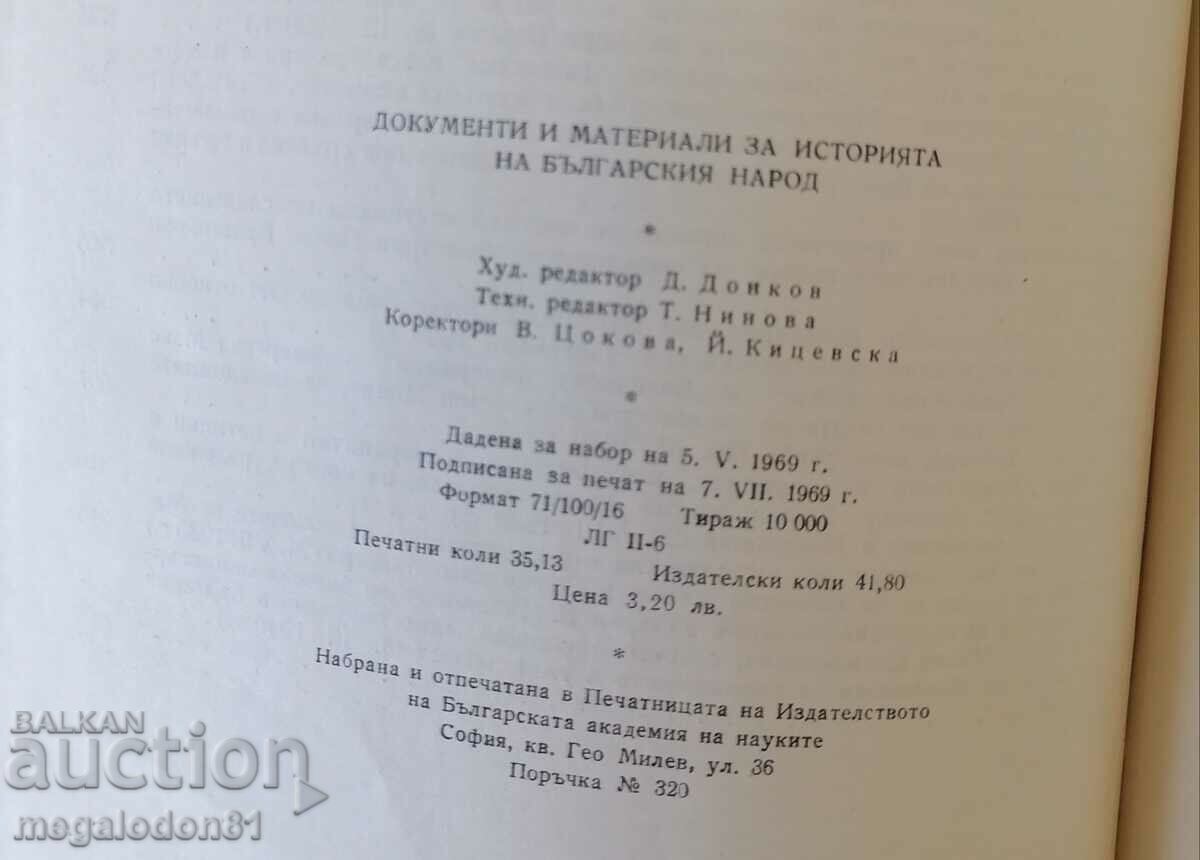 ДОКУМЕНТИ И МАТЕРИАЛИ ЗА ИСТОРИЯТА
НА БЪЛГАРСКИЯ НАРОД
*
Худ. редактор Д. Донков
Техн. редактор Т. Нинова
Коректори В. Цокова, Й. Кицевска
*
Дадена за набор на 5. V. 1969 г.
Подписана за печат на 7. VII. 1969 г.
Формат 71/100/16 Тираж 10 000
ЛГ II-6
Печатни коли 35,13 Издателски коли 41,80
Цена 3,20 лв.
*
Набрана и отпечатана в Печатницата на Издателството
на Българската академия на науките
София, кв. Гео Милев, ул. 36
Поръчка № 320
BALKAN
auction
megalodon81